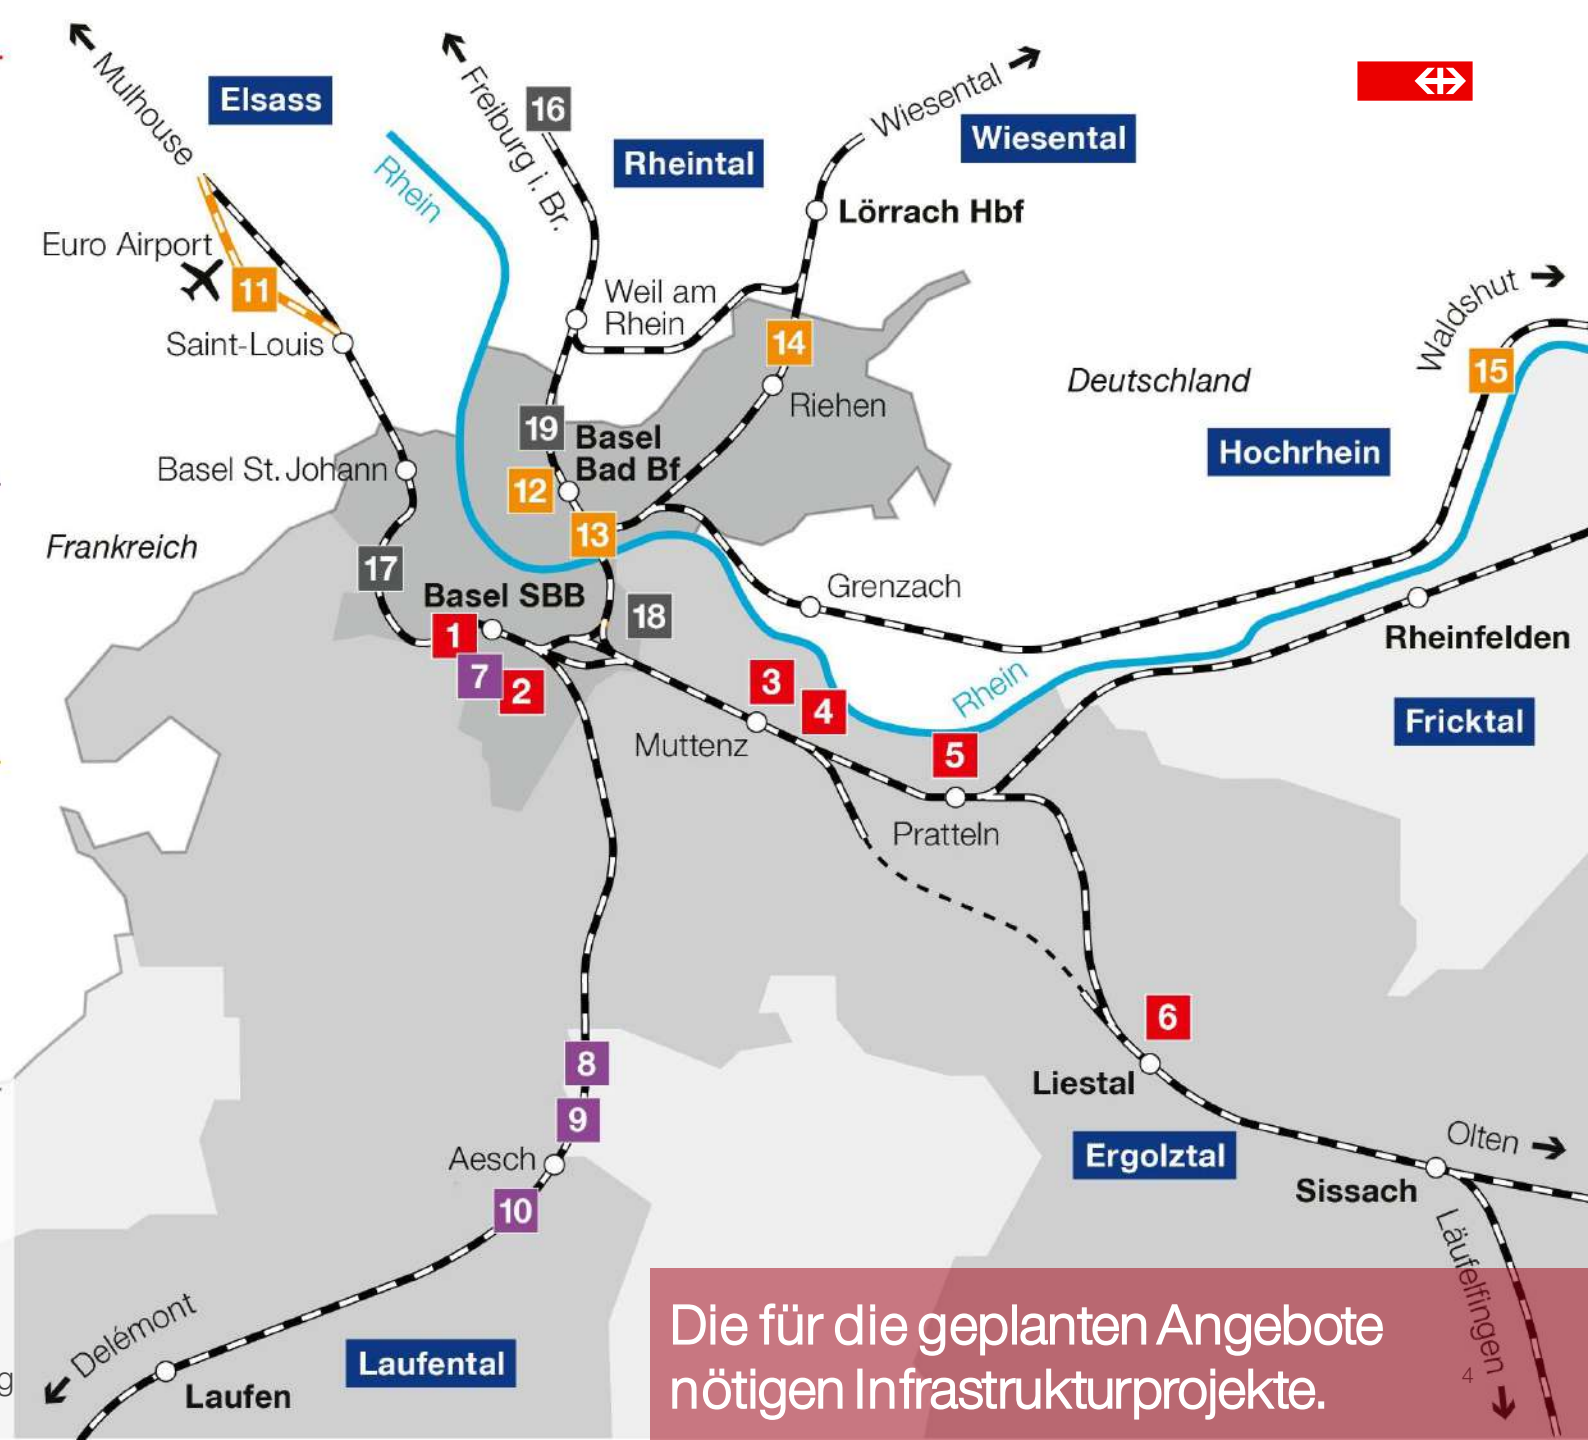 Mulhouse
Elsass
Freiburg i. Br.
16
Rheintal
Wiesental
Wiesental
Rhein
Lörrach Hbf
Euro Airport
11
Weil am
Rhein
Saint-Louis
14
Riehen
Deutschland
Waldshut
15
Hochrhein
19
Basel
Bad Bf
Basel St. Johann
12
13
Frankreich
17
Basel SBB
18
Grenzach
1
7
2
3
4
Rhein
Rheinfelden
Fricktal
Muttenz
5
Pratteln
6
Liestal
8
9
Aesch
10
Ergolztal
Olten
Sissach
Läufelfingen
Delémont
Laufental
Laufen
g
Die für die geplanten Angebote
nötigen Infrastrukturprojekte.
4